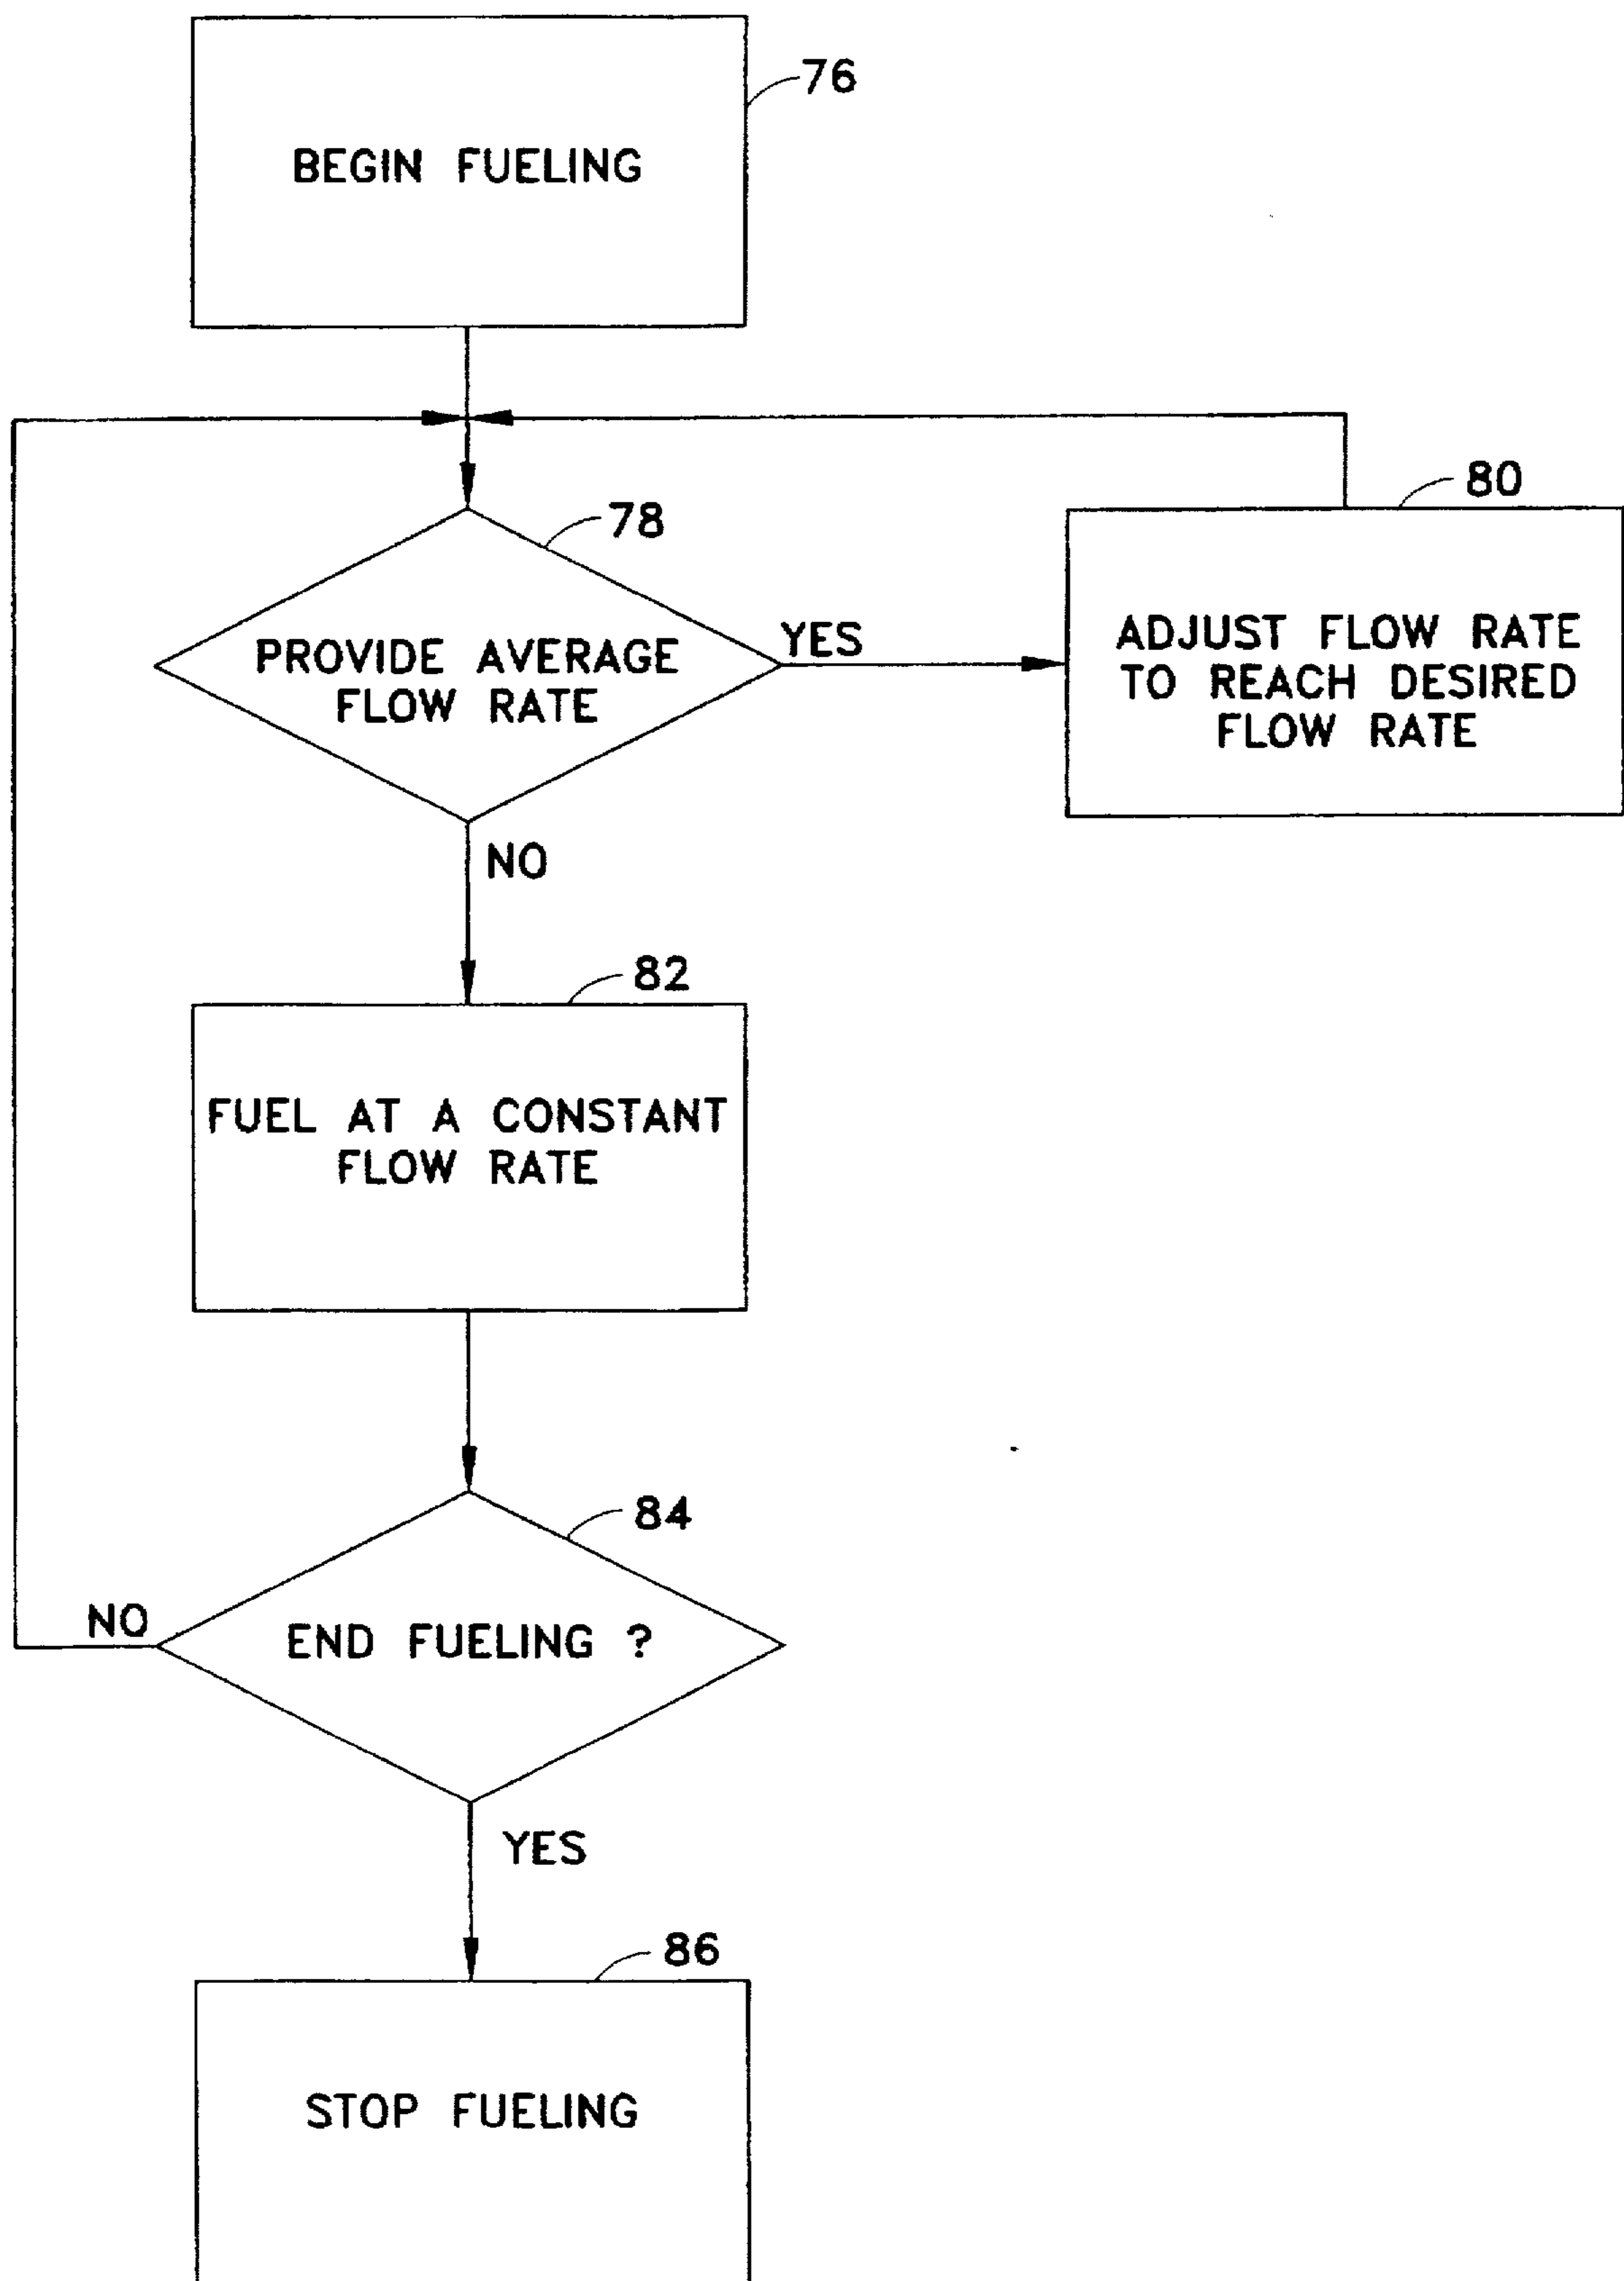 76
BEGIN FUELING
78
PROVIDE AVERAGE
FLOW RATE
YES
80
ADJUST FLOW RATE
TO REACH DESIRED
FLOW RATE
NO
82
FUEL AT A CONSTANT
FLOW RATE
84
END FUELING ?
NO
YES
86
STOP FUELING